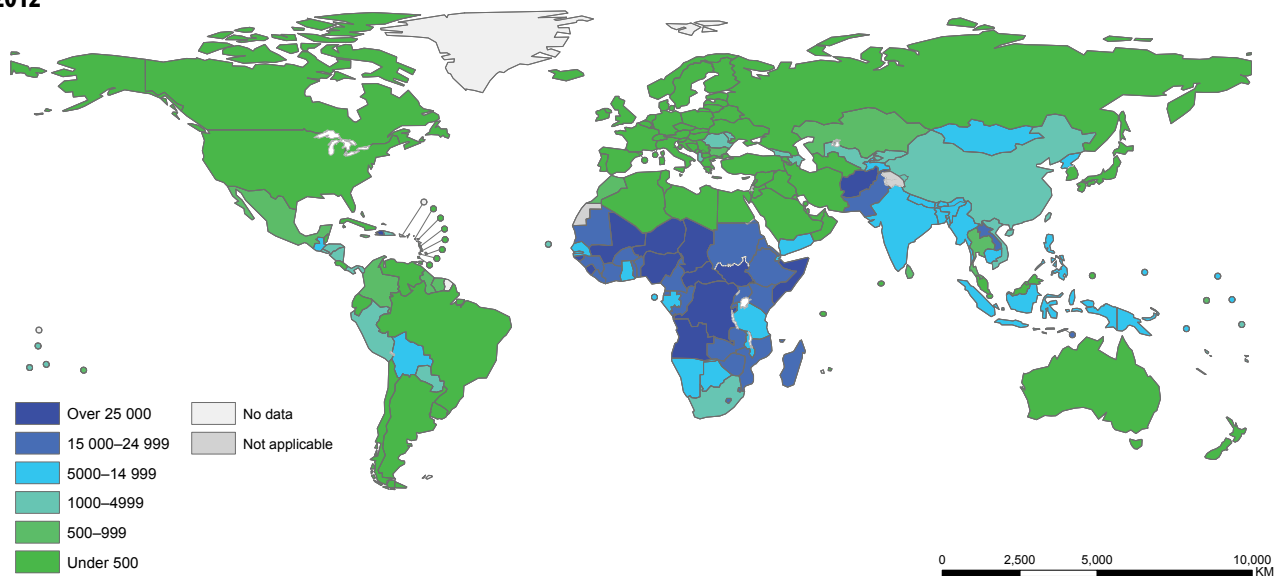 2012
Over 25 000
15 000–24 999
5000–14 999
1000–4999
500–999
Under 500
No data
Not applicable
0 2,500 5,000 10,000
KM